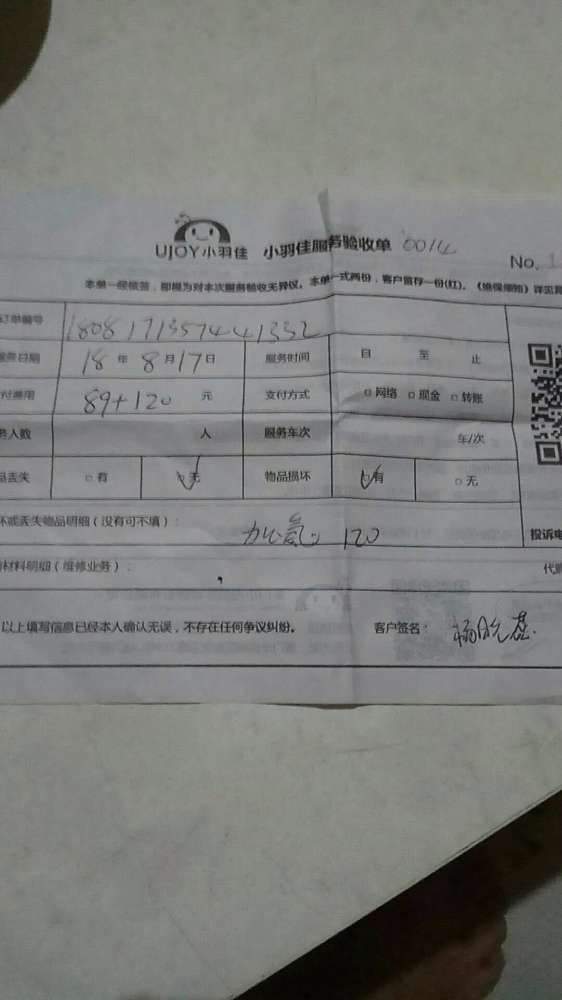 UJOY小羽佳 小羽佳服务验收单 0014
No.
本单一经核签，即视为对本次服务验收无异议。本单一式两份，客户留存一份(红)。
订单编号 1808171357441332
服务日期 18 年 8 月 17 日 服务时间 自 至 止
付费用 89+120 元 支付方式 □网络 □现金 □转账
务人数 人 服务车次 年/次
品丢失 □有 □无 物品损坏 □有 □无
坏或丢失物品明细（没有可不填）： 加氟 120
投诉电
材料明细（维修业务）：
以上填写信息已经本人确认无误，不存在任何争议纠纷。 客户签名：